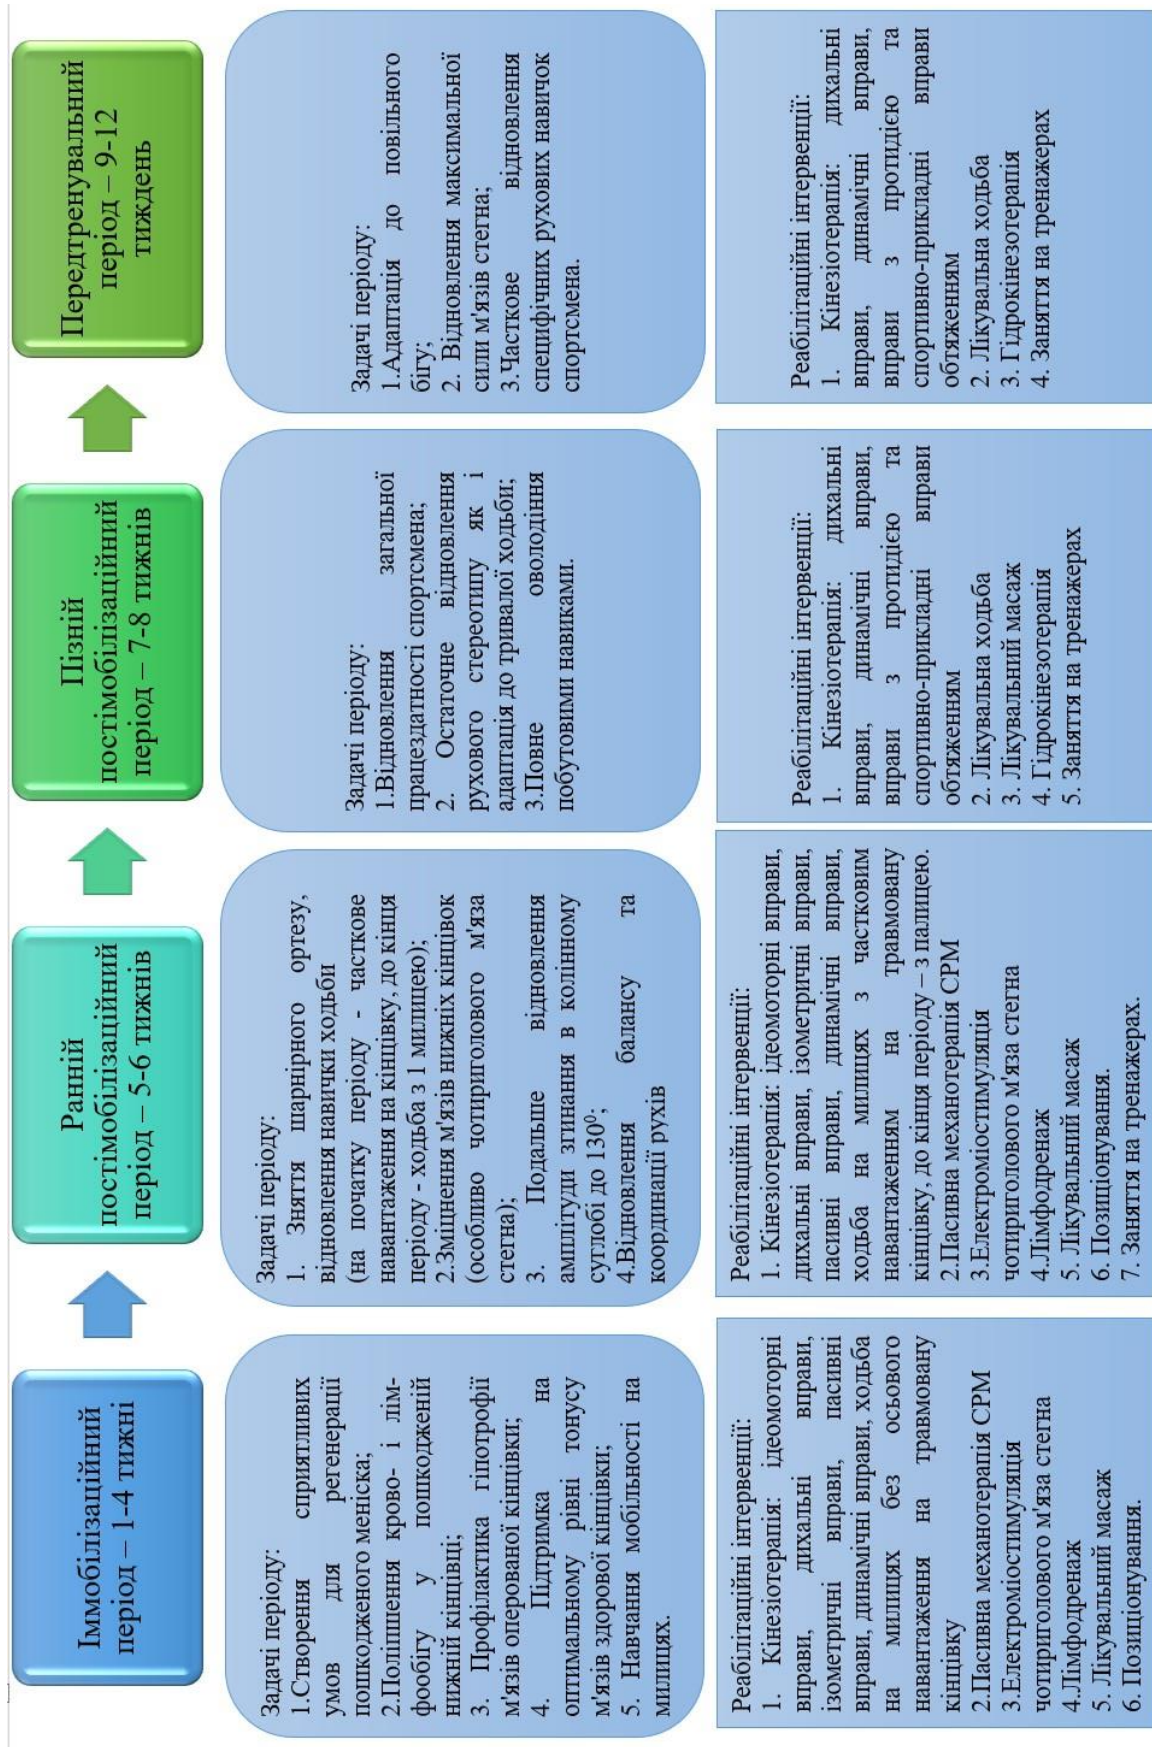 Іммобілізаційний
період – 1-4 тижні
Задачі періоду:
1.Створення сприятливих
умов для регенерації
пошкодженого меніска;
2.Поліпшення крово- і лім-
фообігу у пошкодженій
нижній кінцівці;
3. Профілактика гіпотрофії
м'язів оперованої кінцівки;
4. Підтримка на
оптимальному рівні тонусу
м'язів здорової кінцівки;
5. Навчання мобільності на
милицях.
Реабілітаційні інтервенції:
1. Кінезіотерапія: ідеомоторні
вправи, дихальні вправи,
ізометричні вправи, пасивні
вправи, динамічні вправи, ходьба
на милицях без осьового
навантаження на травмовану
кінцівку
2.Пасивна механотерапія CPM
3.Електроміостимуляція
чотириголового м'яза стегна
4.Лімфодренаж
5. Лікувальний масаж
6. Позиціонування.
Ранній
постімобілізаційний
період – 5-6 тижнів
Задачі періоду:
1. Зняття шарнірного ортезу,
відновлення навички ходьби
(на початку періоду - часткове
навантаження на кінцівку, до кінця
періоду - ходьба з 1 милицею);
2.Зміцнення м'язів нижніх кінцівок
(особливо чотириголового м'яза
стегна);
3. Подальше відновлення
амплітуди згинання в колінному
суглобі до 130⁰;
4.Відновлення балансу та
координації рухів
Реабілітаційні інтервенції:
1. Кінезіотерапія: ідеомоторні вправи,
дихальні вправи, ізометричні вправи,
пасивні вправи, динамічні вправи,
ходьба на милицях з частковим
навантаженням на травмовану
кінцівку, до кінця періоду – з палицею.
2.Пасивна механотерапія CPM
3.Електроміостимуляція
чотириголового м'яза стегна
4.Лімфодренаж
5. Лікувальний масаж
6. Позиціонування.
7. Заняття на тренажерах.
Пізній
постімобілізаційний
період – 7-8 тижнів
Задачі періоду:
1.Відновлення загальної
працездатності спортсмена;
2. Остаточне відновлення
рухового стереотипу як і
адаптація до тривалої ходьби;
3.Повне оволодіння
побутовими навиками.
Реабілітаційні інтервенції:
1. Кінезіотерапія: дихальні
вправи, динамічні вправи,
вправи з протидією та
спортивно-прикладні вправи
обтяженням
2. Лікувальна ходьба
3. Лікувальний масаж
4. Гідрокінезотерапія
5. Заняття на тренажерах
Передтренувальний
період – 9-12
тиждень
Задачі періоду:
1.Адаптація до повільного
бігу;
2. Відновлення максимальної
сили м'язів стегна;
3.Часткове відновлення
специфічних рухових навичок
спортсмена.
Реабілітаційні інтервенції:
1. Кінезіотерапія: дихальні
вправи, динамічні вправи,
вправи з протидією та
спортивно-прикладні вправи
обтяженням
2. Лікувальна ходьба
3. Гідрокінезотерапія
4. Заняття на тренажерах